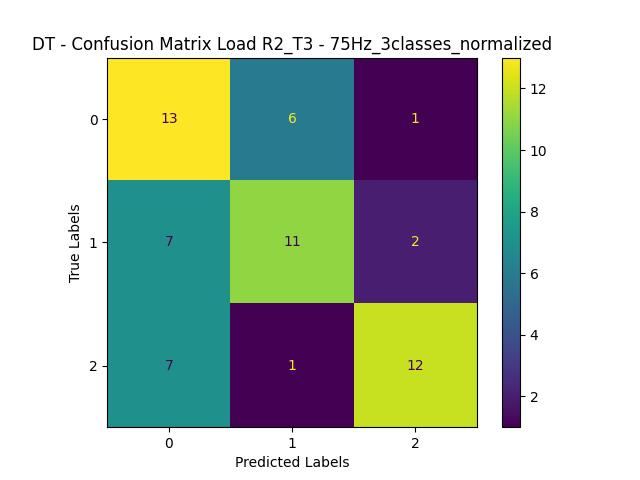 DT - Confusion Matrix Load R2_T3 - 75Hz_3classes_normalized
0 13 6 1
1 7 11 2
2 7 1 12
0 1 2
Predicted Labels
True Labels
12
10
8
6
4
2